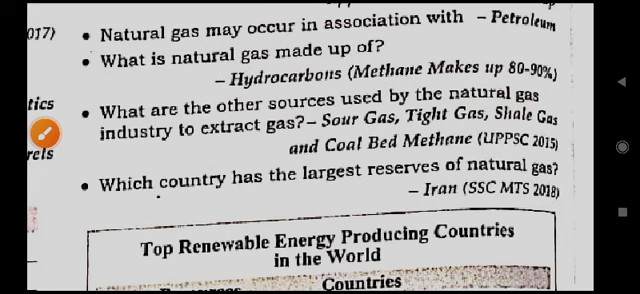 017)
• Natural gas may occur in association with – Petroleum
• What is natural gas made up of?
– Hydrocarbons (Methane Makes up 80-90%)
tics
• What are the other sources used by the natural gas
industry to extract gas?– Sour Gas, Tight Gas, Shale Gas
rels
and Coal Bed Methane (UPPSC 2015)
• Which country has the largest reserves of natural gas?
– Iran (SSC MTS 2018)
Top Renewable Energy Producing Countries
in the World
Countries